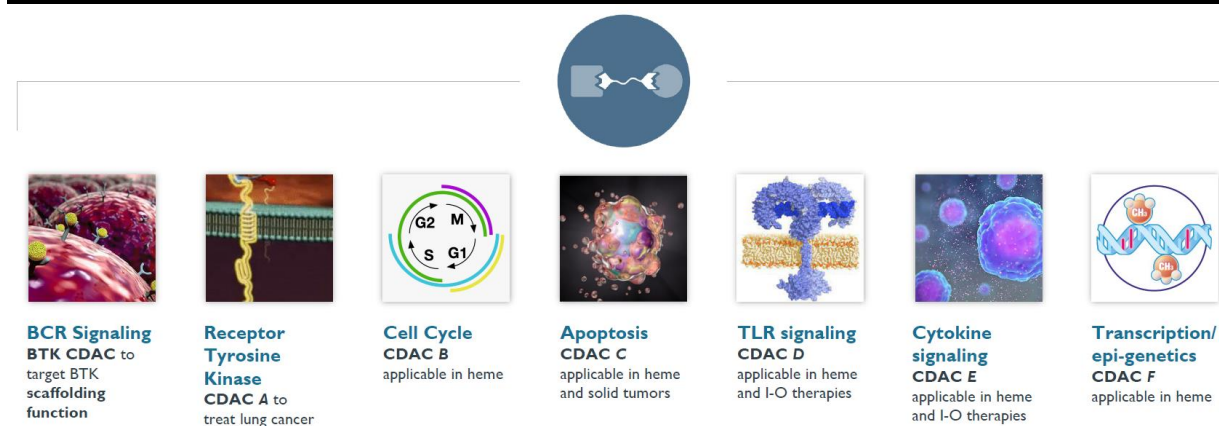 G2
M
S
G1
CH3
CH3
BCR Signaling
BTK CDAC to
target BTK
scaffolding
function
Receptor
Tyrosine
Kinase
CDAC A to
treat lung cancer
Cell Cycle
CDAC B
applicable in heme
Apoptosis
CDAC C
applicable in heme
and solid tumors
TLR signaling
CDAC D
applicable in heme
and I-O therapies
Cytokine
signaling
CDAC E
applicable in heme
and I-O therapies
Transcription/
epi-genetics
CDAC F
applicable in heme